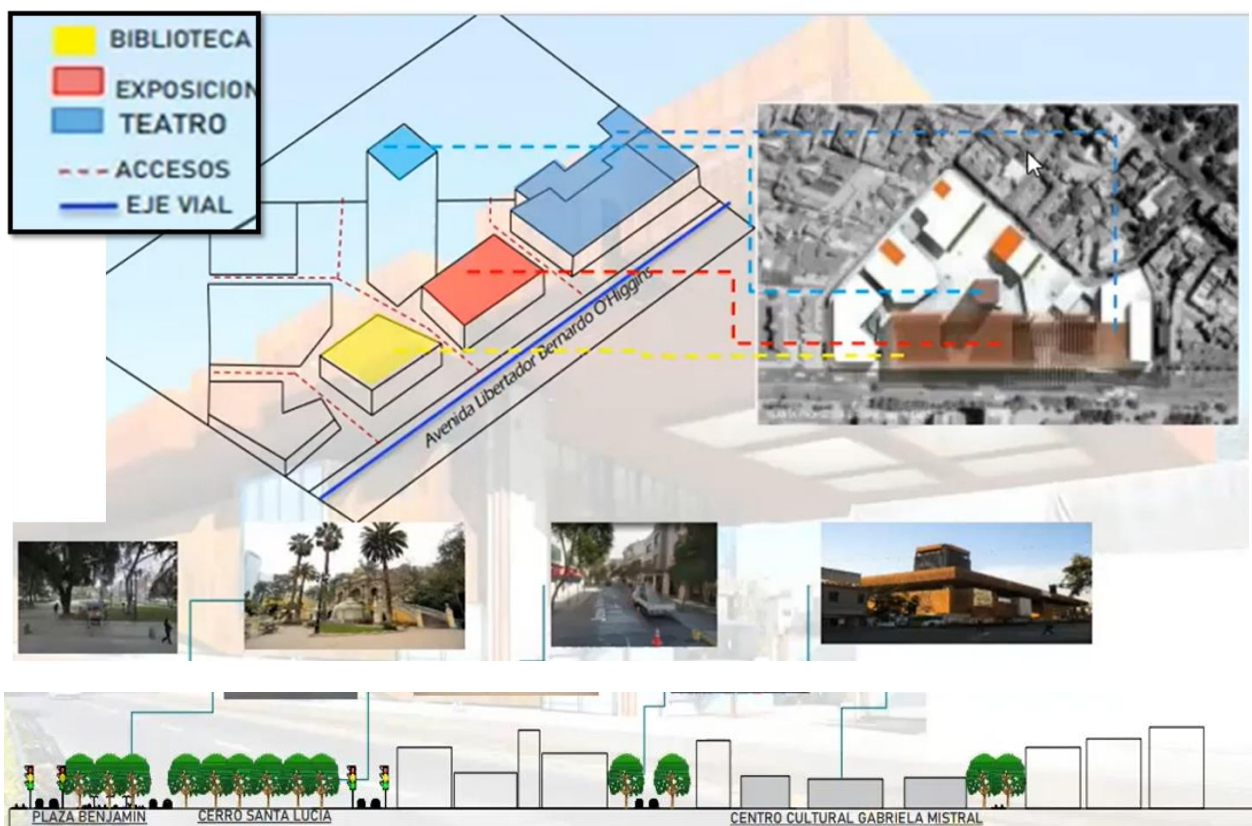 BIBLIOTECA
EXPOSICION
TEATRO
ACCESOS
EJE VIAL
Avenida Libertador Bernardo O'Higgins
PLAZA BENJAMIN
CERRO SANTA LUCIA
CENTRO CULTURAL GABRIELA MISTRAL